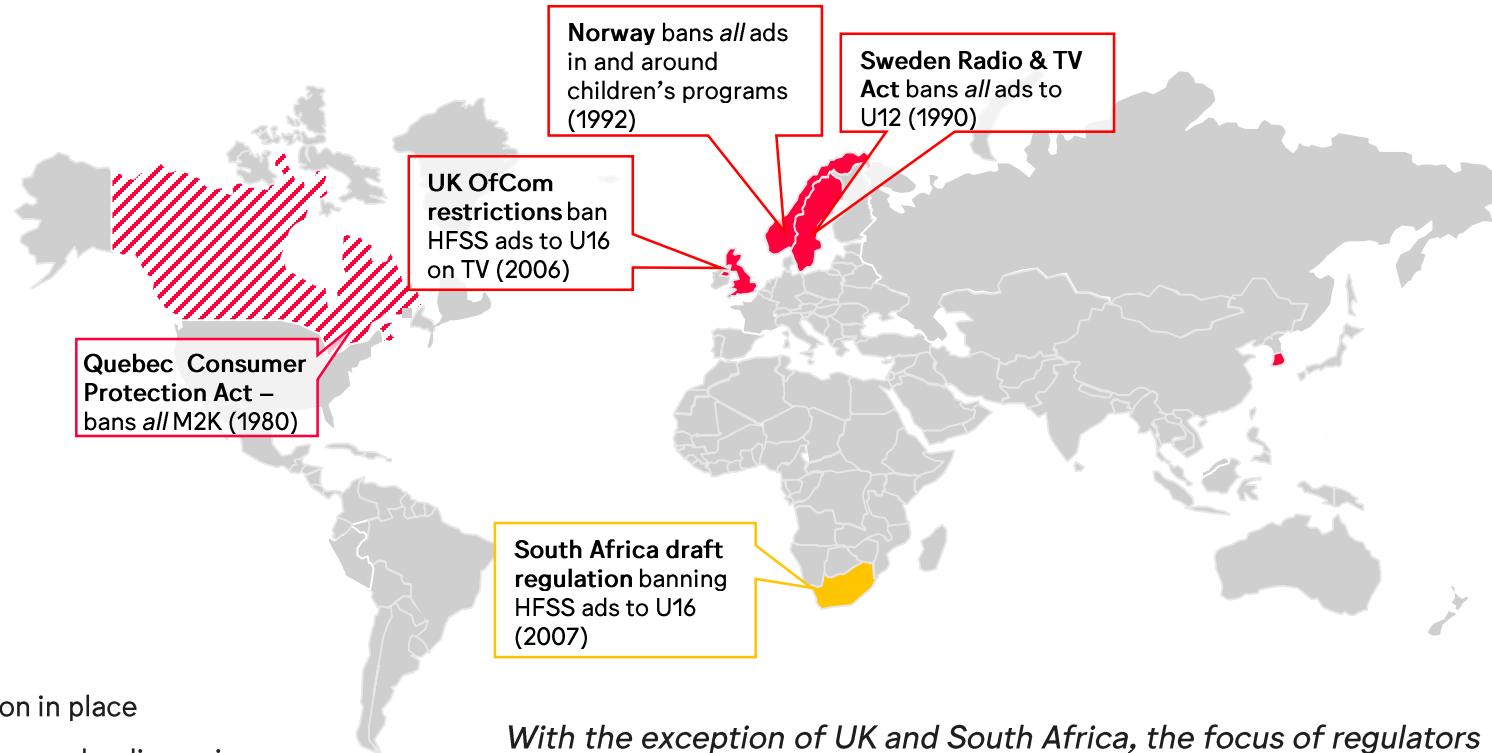 Norway bans all ads
in and around
children's programs
(1992)
Sweden Radio & TV
Act bans all ads to
U12 (1990)
UK OfCom
restrictions ban
HFSS ads to U16
on TV (2006)
Quebec Consumer
Protection Act –
bans all M2K (1980)
South Africa draft
regulation banning
HFSS ads to U16
(2007)
on in place
With the exception of UK and South Africa, the focus of regulators